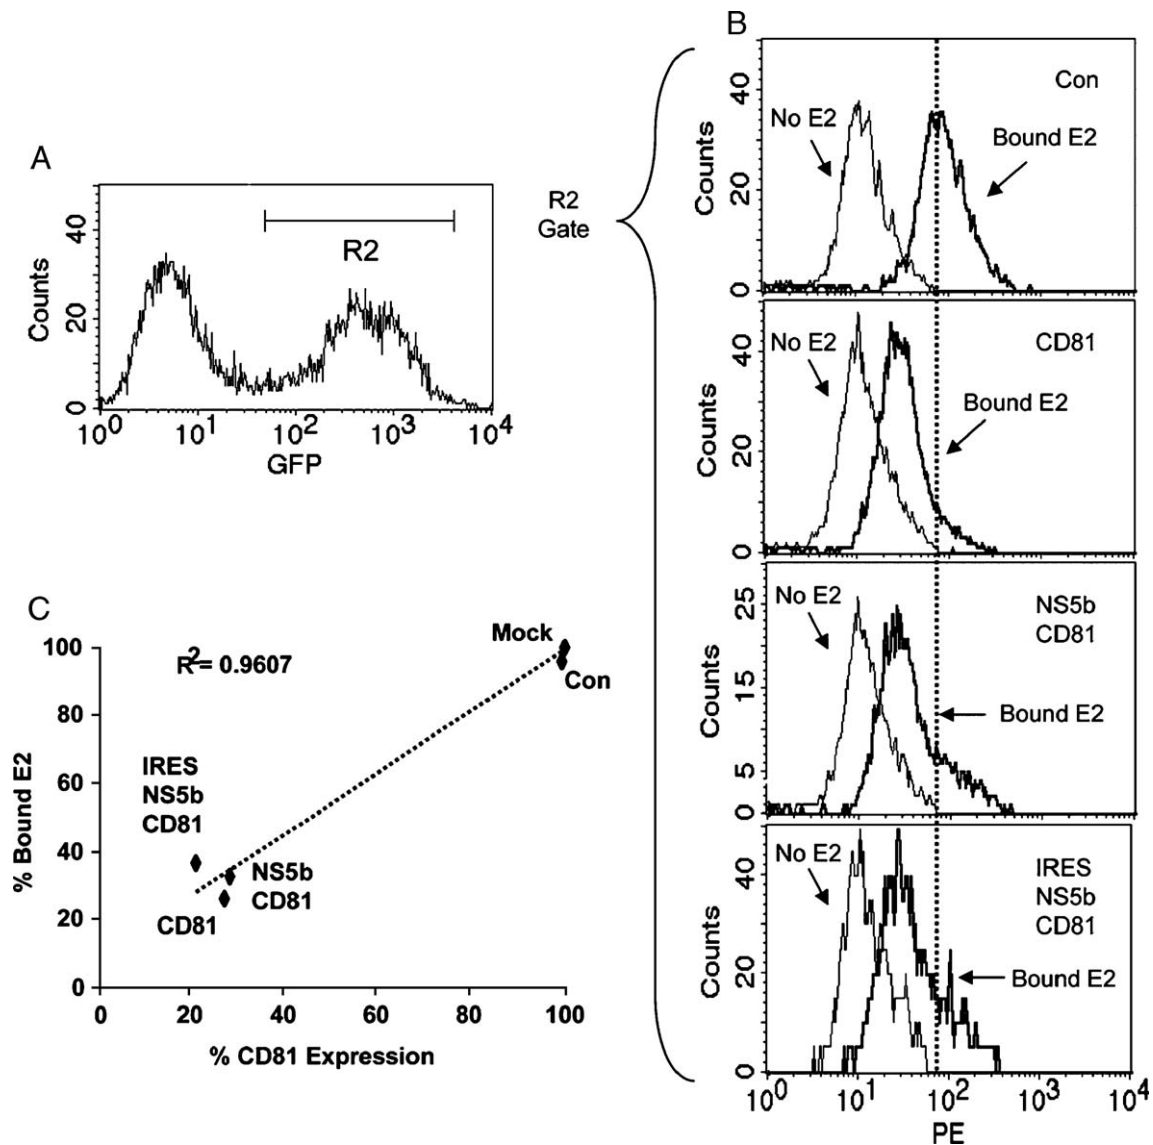 A
40
20
0
Counts
R2
10^0 10^1 10^2 10^3 10^4
GFP
R2
Gate
B
Con
No E2
Bound E2
40
20
0
Counts
CD81
No E2
Bound E2
40
20
0
Counts
NS5b
CD81
No E2
Bound E2
25
15
5
0
Counts
IRES
NS5b
CD81
No E2
Bound E2
40
20
0
Counts
10^0 10^1 10^2 10^3 10^4
PE
C
R^2= 0.9607
Mock
Con
IRES
NS5b
CD81
NS5b
CD81
CD81
100
80
60
40
20
0
% Bound E2
0 20 40 60 80 100
% CD81 Expression